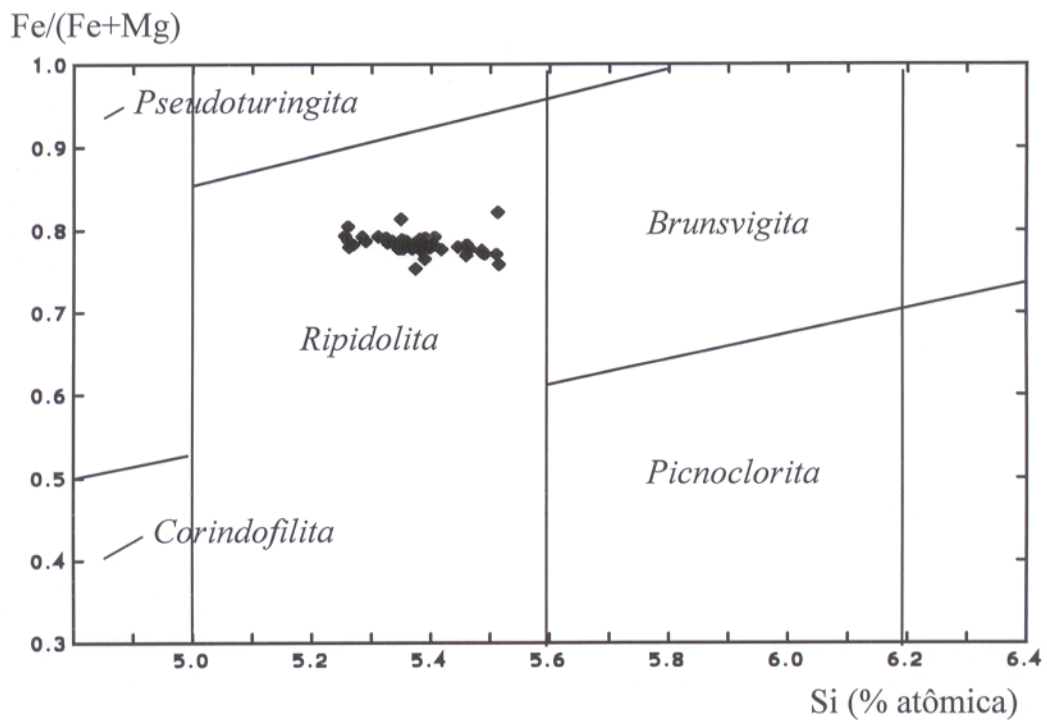 Fe/(Fe+Mg)
1.0
Pseudoturingita
0.9
0.8
Brunsvigita
0.7
Ripidolita
0.6
0.5
Picnoclorita
Corindofilita
0.4
0.3
5.0 5.2 5.4 5.6 5.8 6.0 6.2 6.4
Si (% atômica)